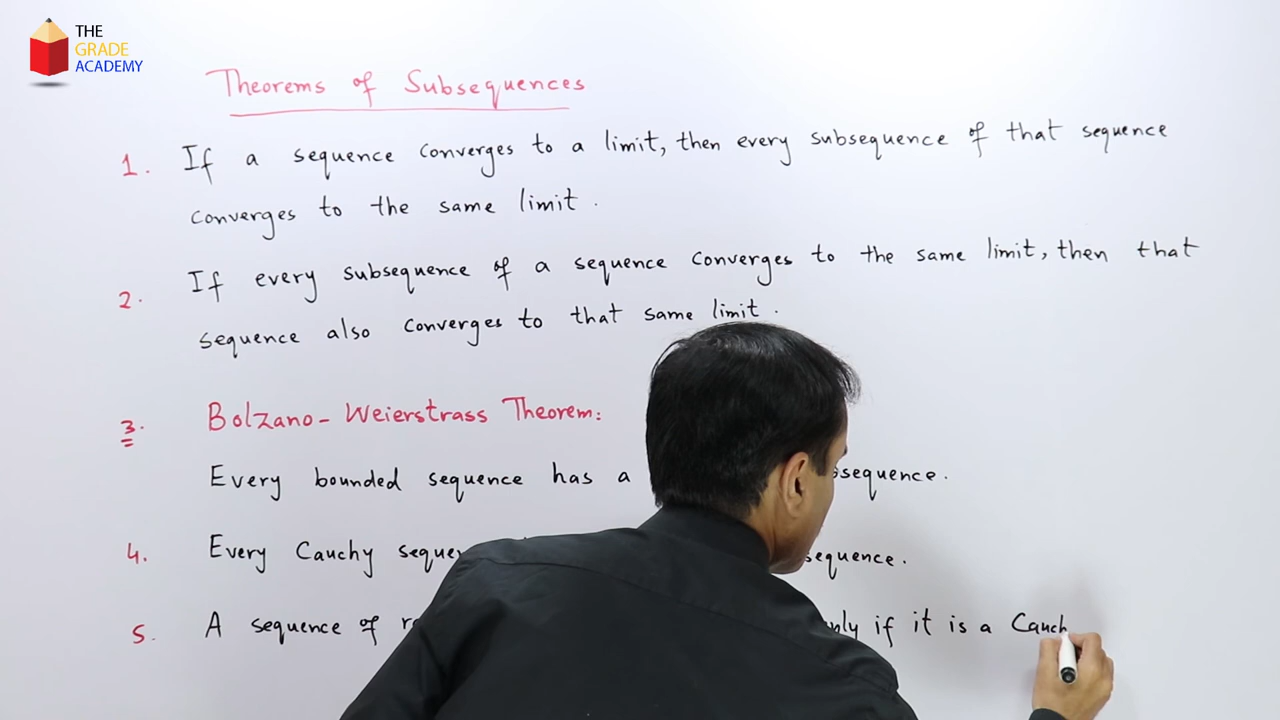 THE
GRADE
ACADEMY
Theorems of Subsequences
1. If a sequence converges to a limit, then every subsequence of that sequence
converges to the same limit.
2. If every subsequence of a sequence converges to the same limit, then that
sequence also converges to that same limit.
3. Bolzano-Weierstrass Theorem:
Every bounded sequence has a sequence.
4. Every Cauchy sequence.
5. A sequence of if it is a Cauch